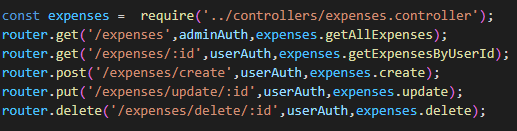 const expenses =  require('../controllers/expenses.controller');
router.get('/expenses',adminAuth,expenses.getAllExpenses);
router.get('/expenses/:id',userAuth,expenses.getExpensesByUserId);
router.post('/expenses/create',userAuth,expenses.create);
router.put('/expenses/update/:id',userAuth,expenses.update);
router.delete('/expenses/delete/:id',userAuth,expenses.delete);